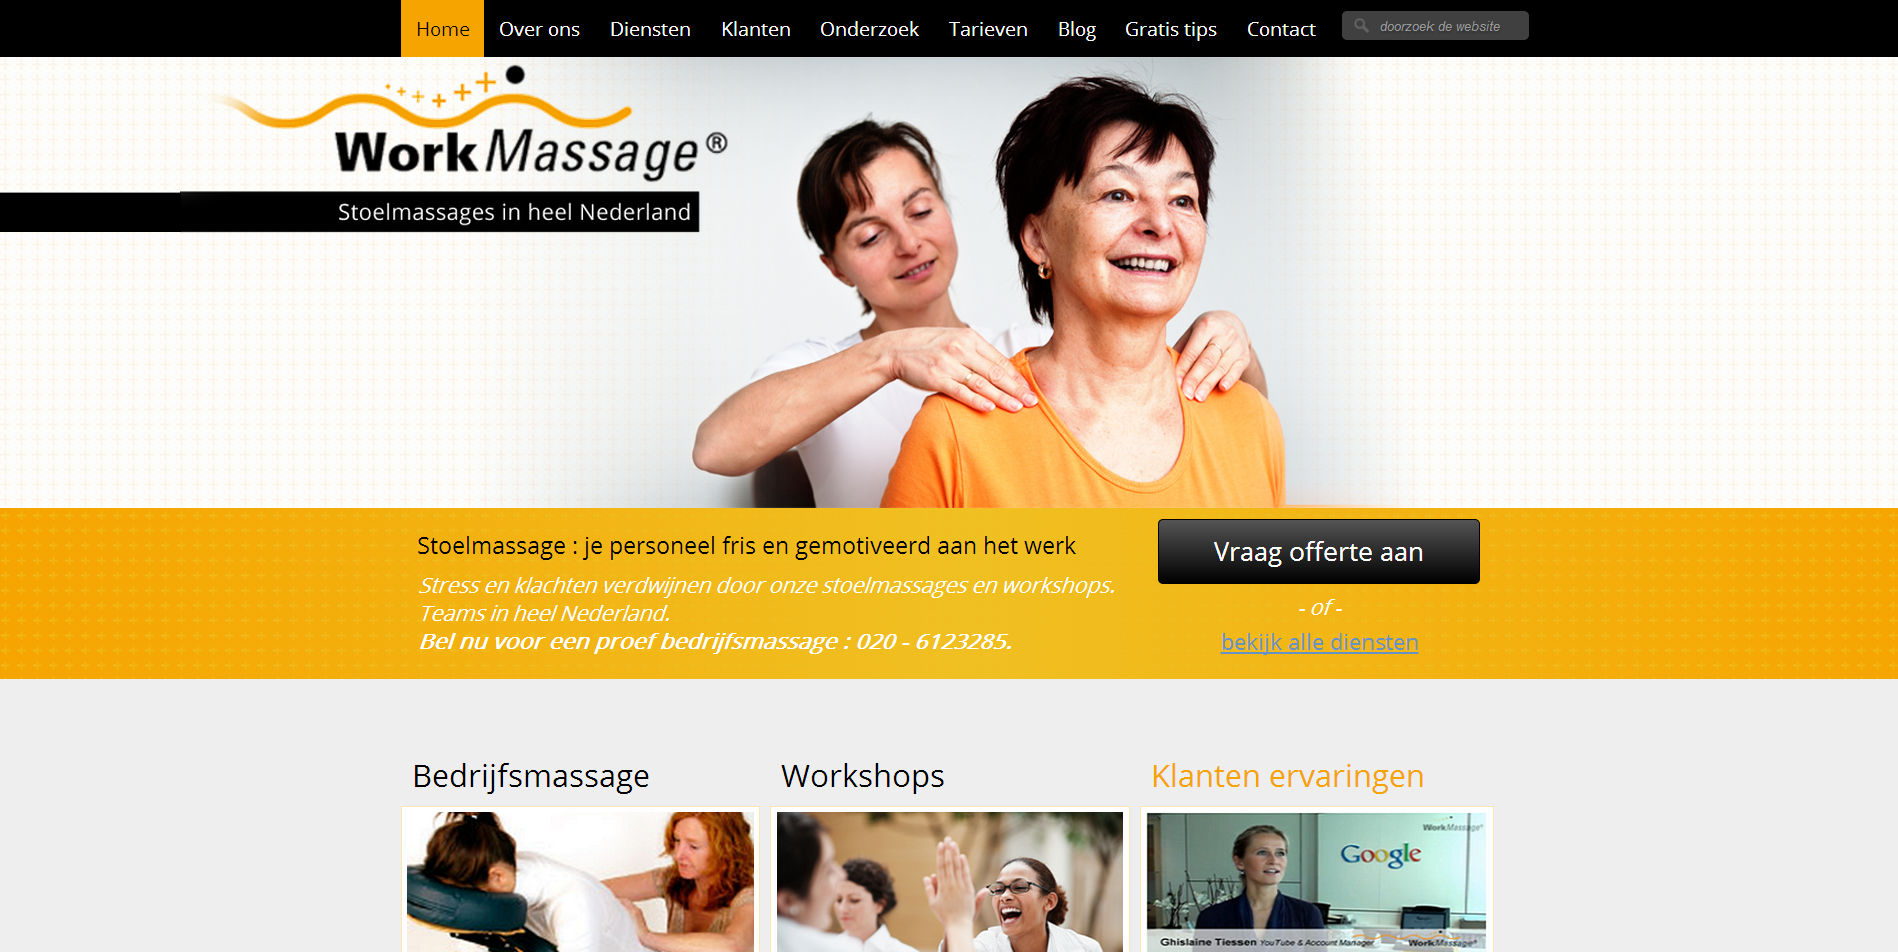 Home Over ons Diensten Klanten Onderzoek Tarieven Blog Gratis tips Contact doorzoek de website
WorkMassage®
Stoelmassages in heel Nederland
Stoelmassage : je personeel fris en gemotiveerd aan het werk
Stress en klachten verdwijnen door onze stoelmassages en workshops.
Teams in heel Nederland.
Bel nu voor een proef bedrijfsmassage : 020 - 6123285.
Vraag offerte aan
- of -
bekijk alle diensten
Bedrijfsmassage
Workshops
Klanten ervaringen
WorkMassage®
Google
Ghislaine Tiessen YouTube & Account Manager
WorkMassage®